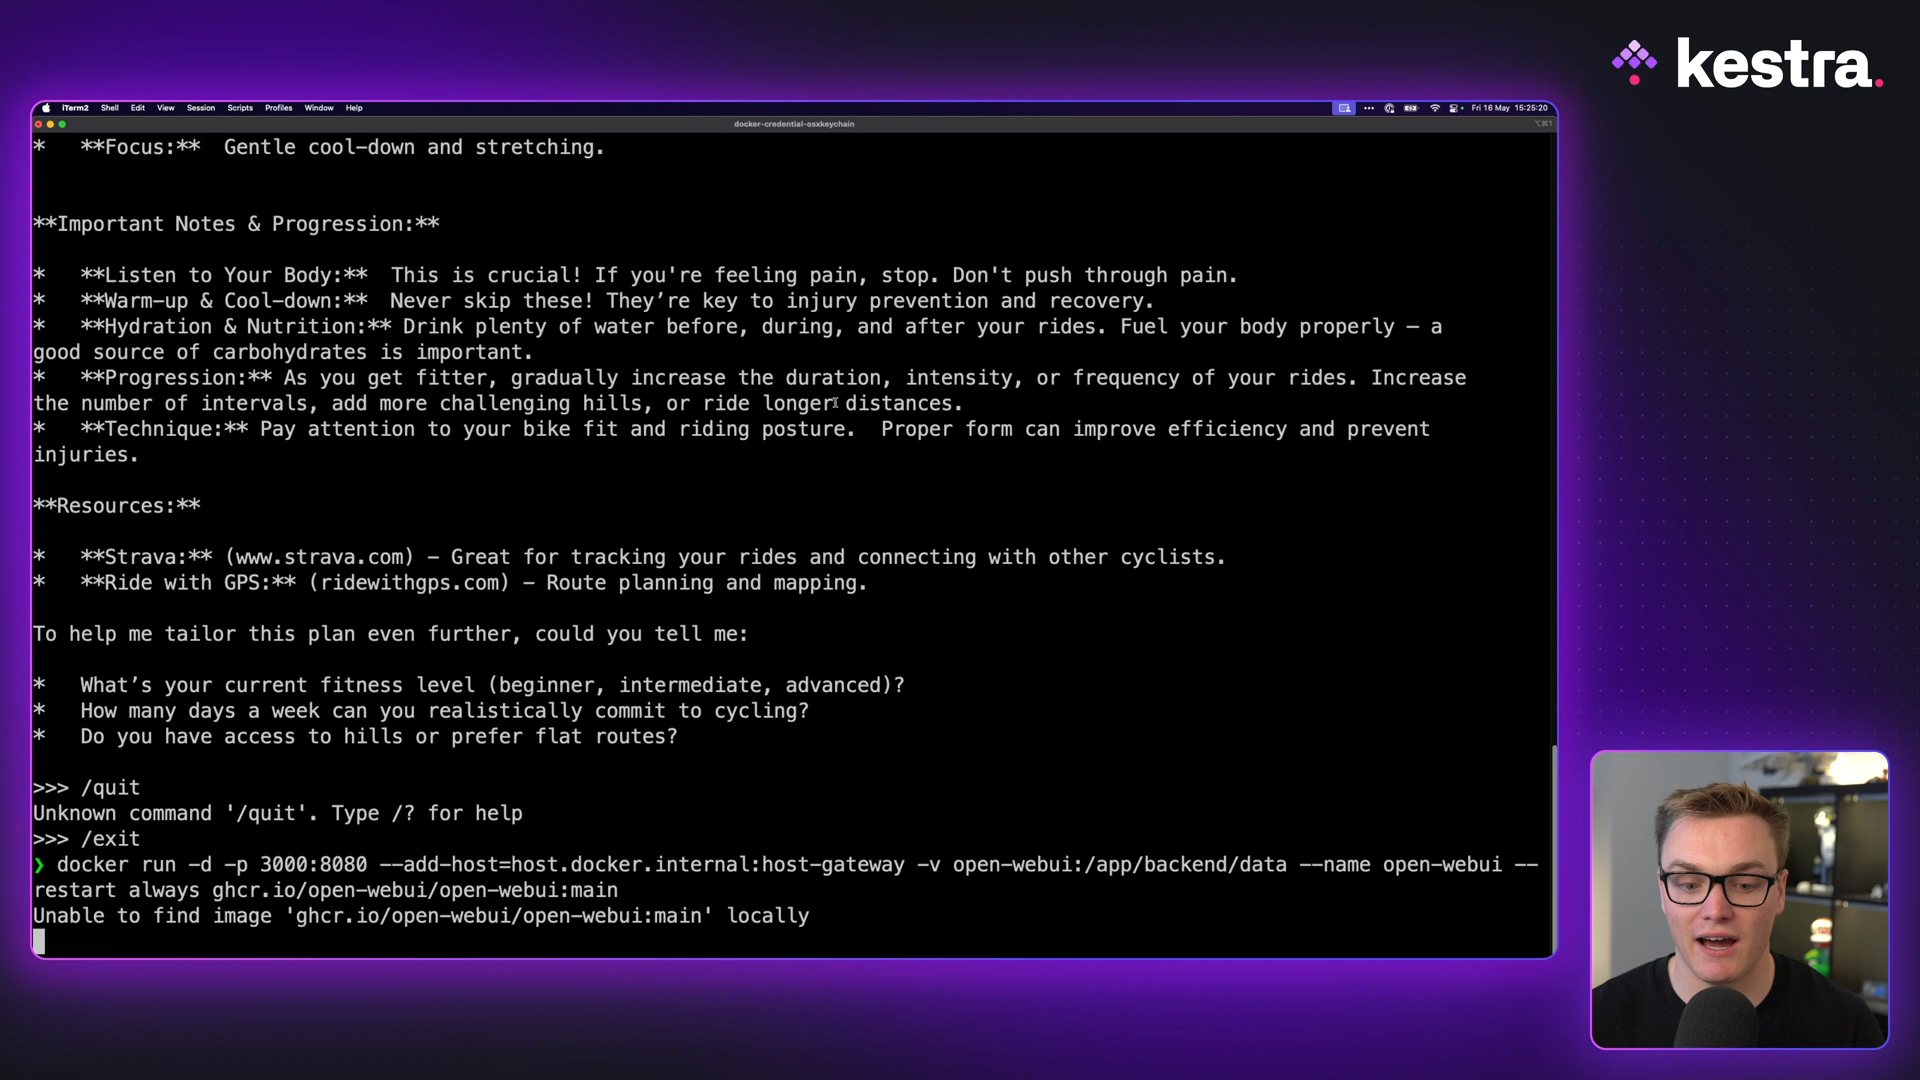 kestra.
iTerm2 Shell Edit View Session Scripts Profiles Window Help
Fri 16 May 15:25:20
docker-credential-osxkeychain
⌥⌘1
* **Focus:** Gentle cool-down and stretching.
**Important Notes & Progression:**
* **Listen to Your Body:** This is crucial! If you're feeling pain, stop. Don't push through pain.
* **Warm-up & Cool-down:** Never skip these! They’re key to injury prevention and recovery.
* **Hydration & Nutrition:** Drink plenty of water before, during, and after your rides. Fuel your body properly – a
good source of carbohydrates is important.
* **Progression:** As you get fitter, gradually increase the duration, intensity, or frequency of your rides. Increase
the number of intervals, add more challenging hills, or ride longer distances.
* **Technique:** Pay attention to your bike fit and riding posture. Proper form can improve efficiency and prevent
injuries.
**Resources:**
* **Strava:** (www.strava.com) – Great for tracking your rides and connecting with other cyclists.
* **Ride with GPS:** (ridewithgps.com) – Route planning and mapping.
To help me tailor this plan even further, could you tell me:
* What’s your current fitness level (beginner, intermediate, advanced)?
* How many days a week can you realistically commit to cycling?
* Do you have access to hills or prefer flat routes?
>>> /quit
Unknown command '/quit'. Type /? for help
>>> /exit
❯ docker run -d -p 3000:8080 --add-host=host.docker.internal:host-gateway -v open-webui:/app/backend/data --name open-webui --
restart always ghcr.io/open-webui/open-webui:main
Unable to find image 'ghcr.io/open-webui/open-webui:main' locally